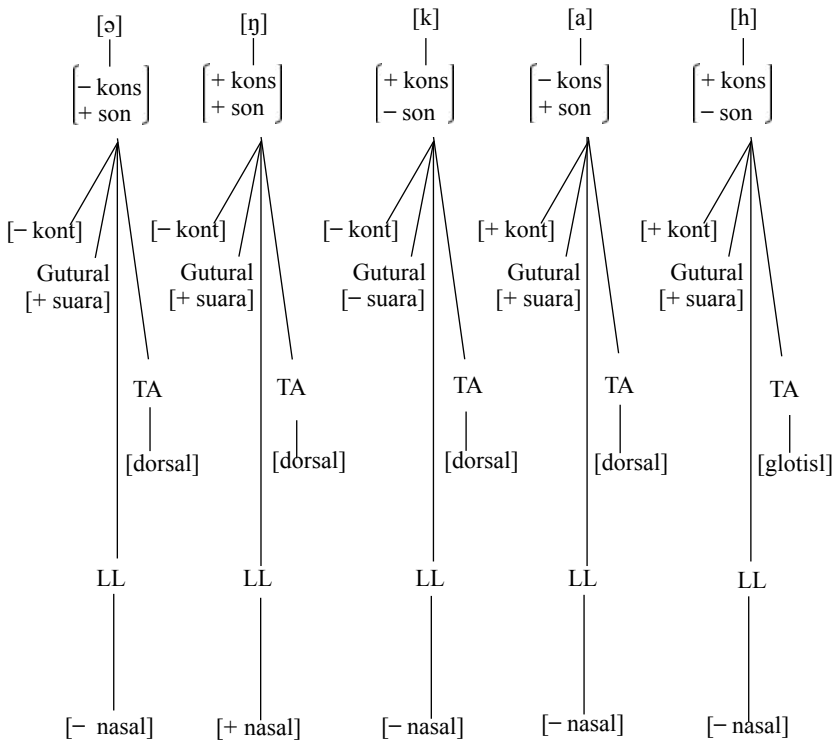 [ə] [ŋ] [k] [a] [h]
– kons + kons + kons – kons + kons
+ son + son – son + son – son
[– kont] [– kont] [– kont] [+ kont] [+ kont]
Gutural Gutural Gutural Gutural Gutural
[+ suara] [+ suara] [– suara] [+ suara] [+ suara]
TA TA TA TA TA
[dorsal] [dorsal] [dorsal] [dorsal] [glotisl]
LL LL LL LL LL
[– nasal] [+ nasal] [– nasal] [– nasal] [– nasal]